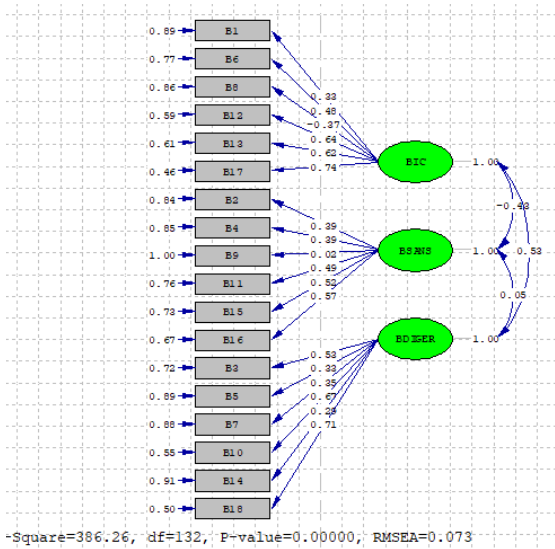 0.89 B1
0.77 B6
0.86 B8
0.33
0.48
-0.37
0.59 B12
0.64
0.61 B13
0.62
BIC 1.00
0.46 B17
0.74
0.84 B2
-0.43
0.39
0.85 B4
0.39
1.00 B9
0.02
BSANS 1.00 0.53
0.49
0.76 B11
0.52
0.05
0.73 B15
0.57
0.67 B16
BDIGER 1.00
0.53
0.72 B3
0.33
0.35
0.89 B5
0.67
0.29
0.88 B7
0.71
0.55 B10
0.91 B14
0.50 B18
-Square=386.26, df=132, P-value=0.00000, RMSEA=0.073